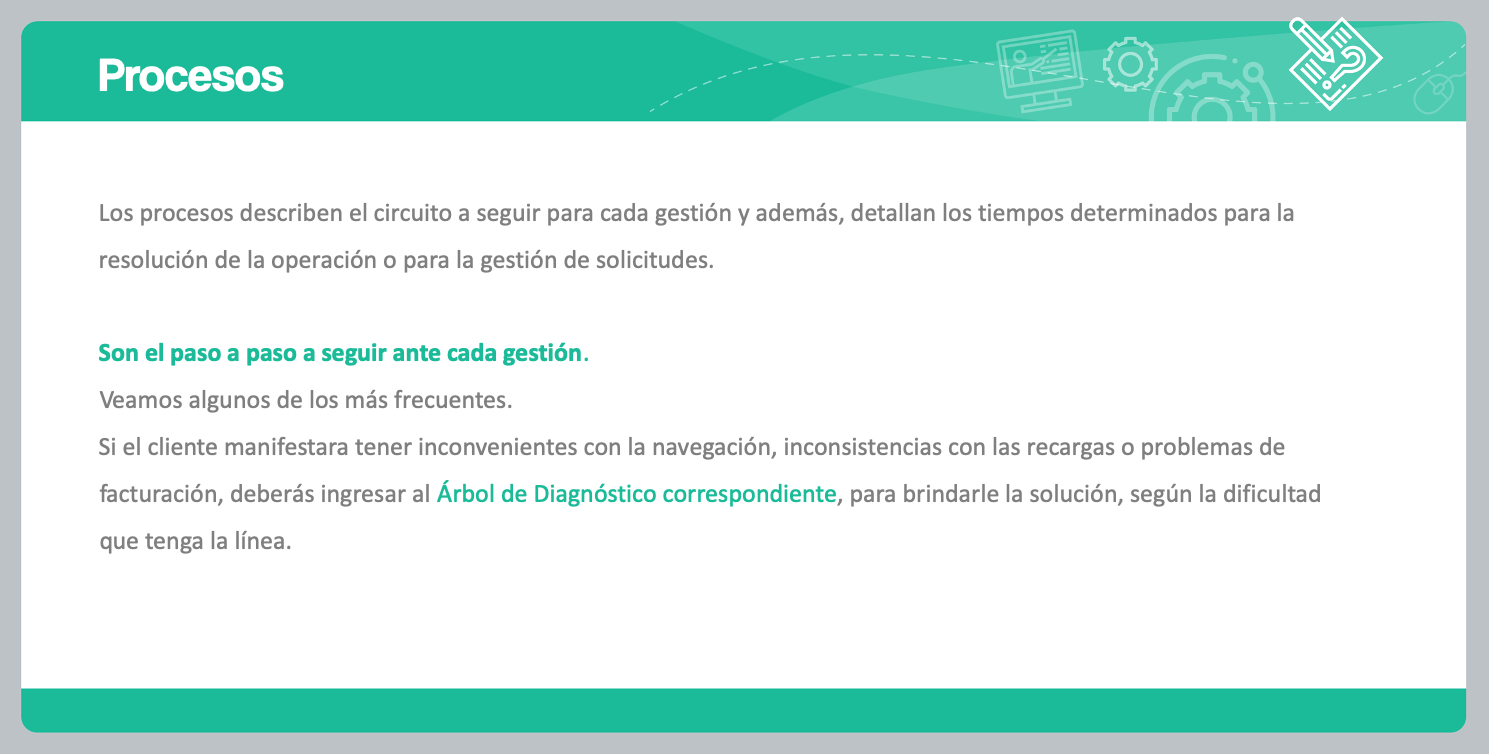 Procesos
Los procesos describen el circuito a seguir para cada gestión y además, detallan los tiempos determinados para la
resolución de la operación o para la gestión de solicitudes.
Son el paso a paso a seguir ante cada gestión.
Veamos algunos de los más frecuentes.
Si el cliente manifestara tener inconvenientes con la navegación, inconsistencias con las recargas o problemas de
facturación, deberás ingresar al Árbol de Diagnóstico correspondiente, para brindarle la solución, según la dificultad
que tenga la línea.